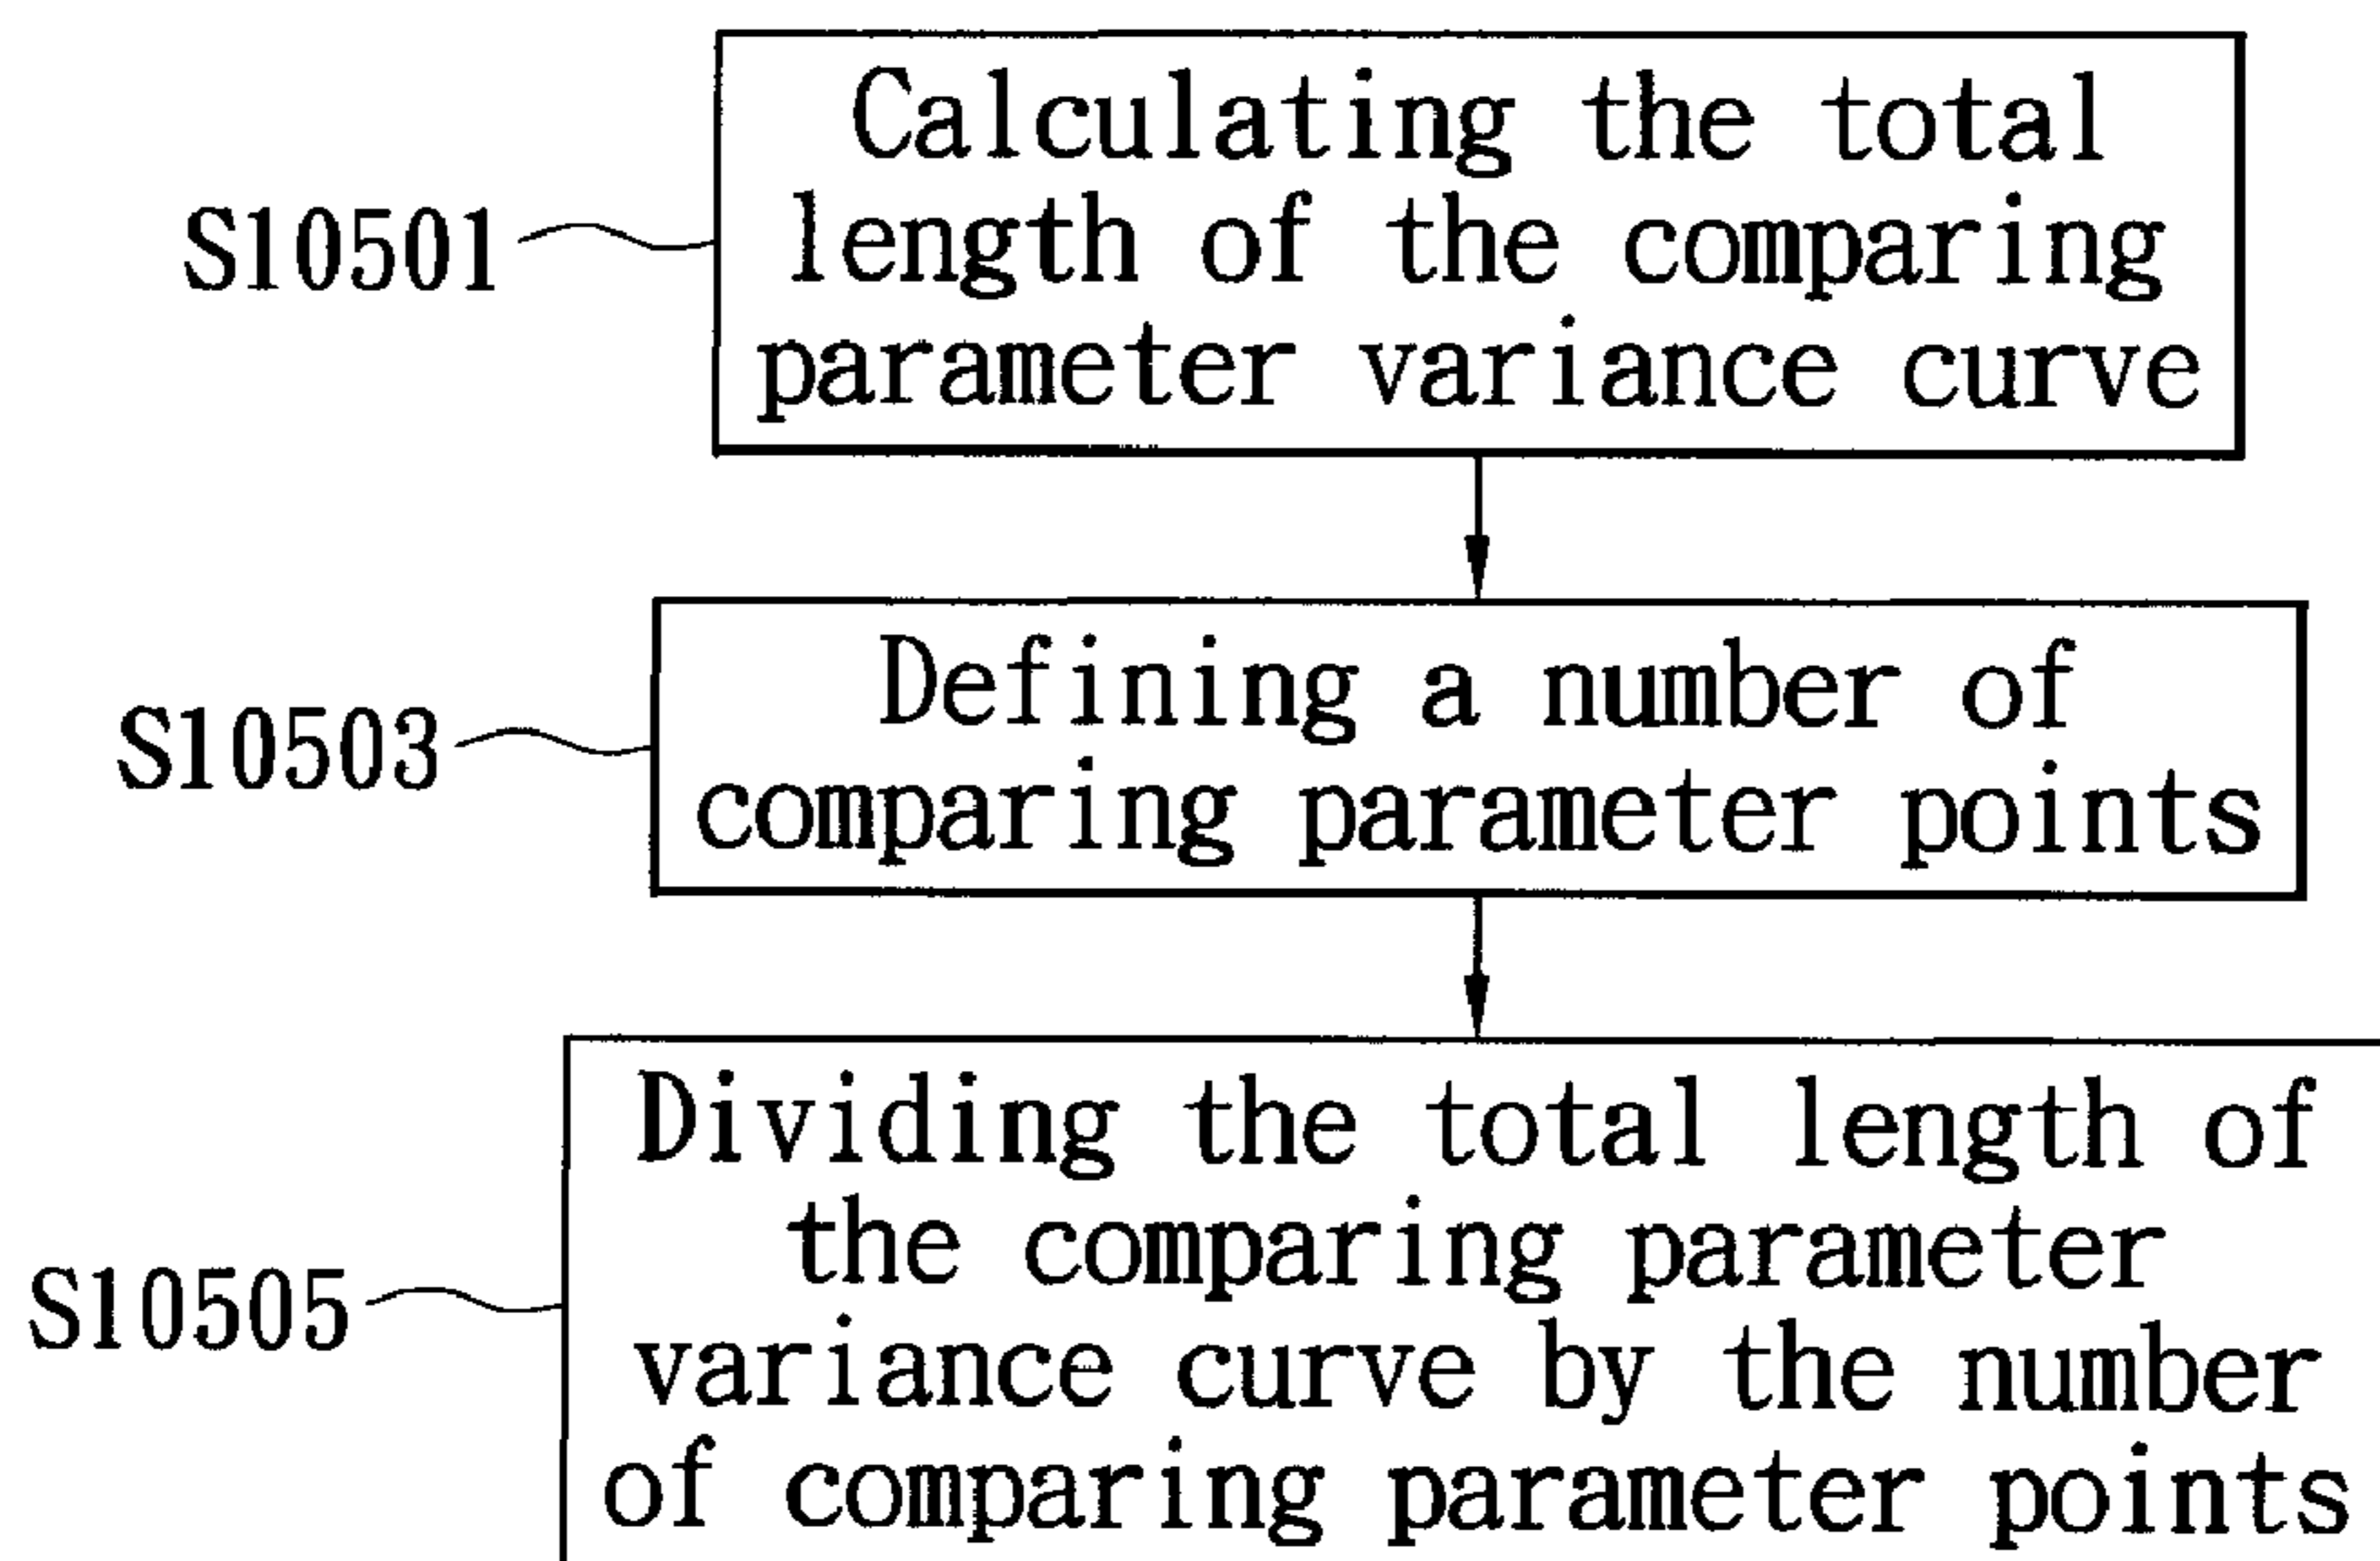 S10501
Calculating the total
length of the comparing
parameter variance curve
S10503
Defining a number of
comparing parameter points
S10505
Dividing the total length of
the comparing parameter
variance curve by the number
of comparing parameter points